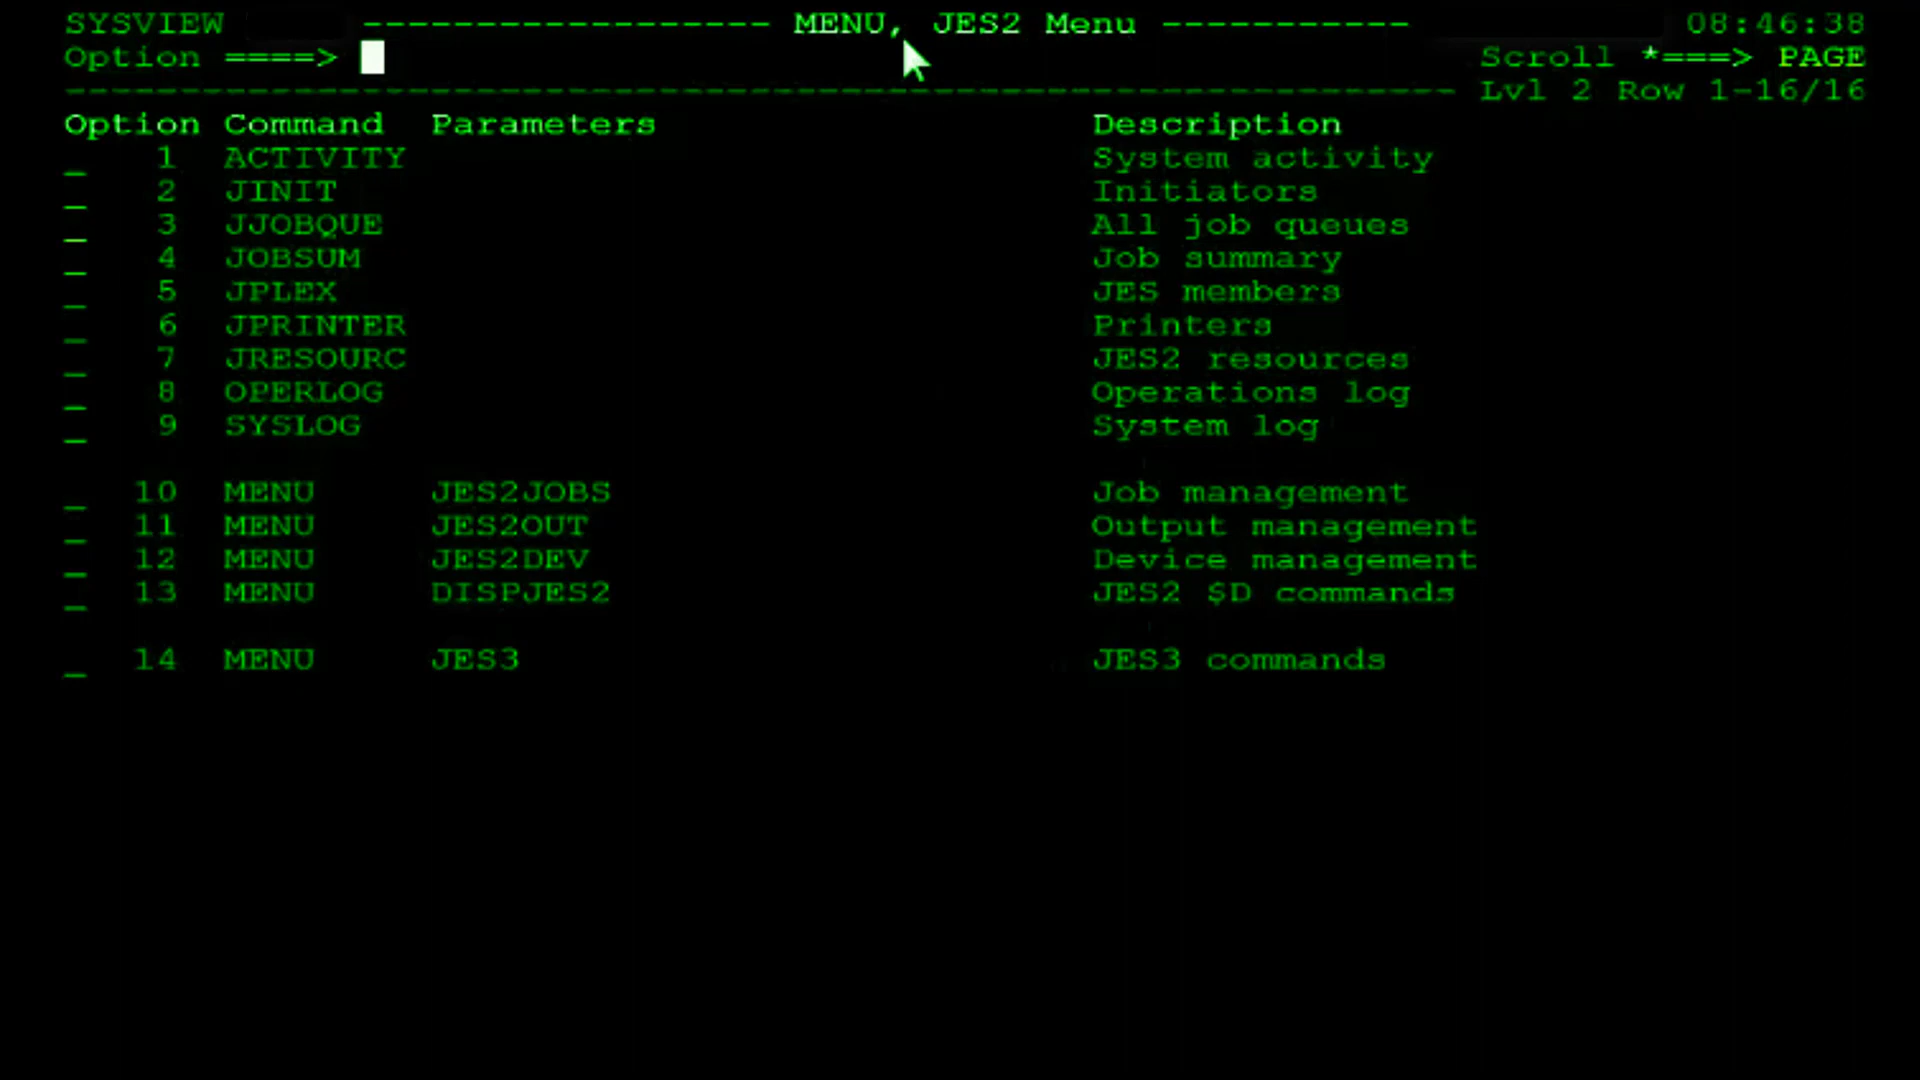 SYSVIEW ------------------ MENU, JES2 Menu ----------- 08:46:38
Option ====> Scroll *===> PAGE
------------------------------------------------------------- Lvl 2 Row 1-16/16
Option Command Parameters Description
_ 1 ACTIVITY System activity
_ 2 JINIT Initiators
_ 3 JJOBQUE All job queues
_ 4 JOBSUM Job summary
_ 5 JPLEX JES members
_ 6 JPRINTER Printers
_ 7 JRESOURC JES2 resources
_ 8 OPERLOG Operations log
_ 9 SYSLOG System log
_ 10 MENU JES2JOBS Job management
_ 11 MENU JES2OUT Output management
_ 12 MENU JES2DEV Device management
_ 13 MENU DISPJES2 JES2 $D commands
_ 14 MENU JES3 JES3 commands